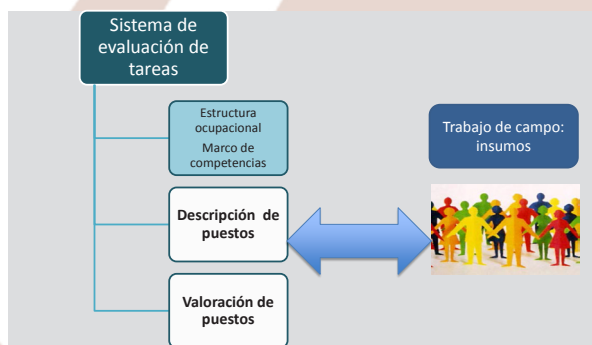 Sistema de
evaluación de
tareas
Estructura
ocupacional
Marco de
competencias
Trabajo de campo:
insumos
Descripción de
puestos
Valoración de
puestos